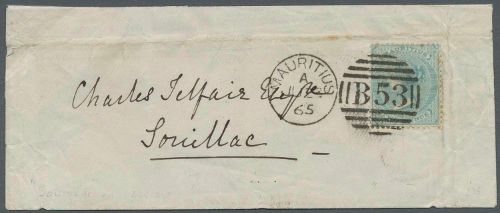 MAURITIUS
A
65
B53
Charles Telfair Esqre
Souillac